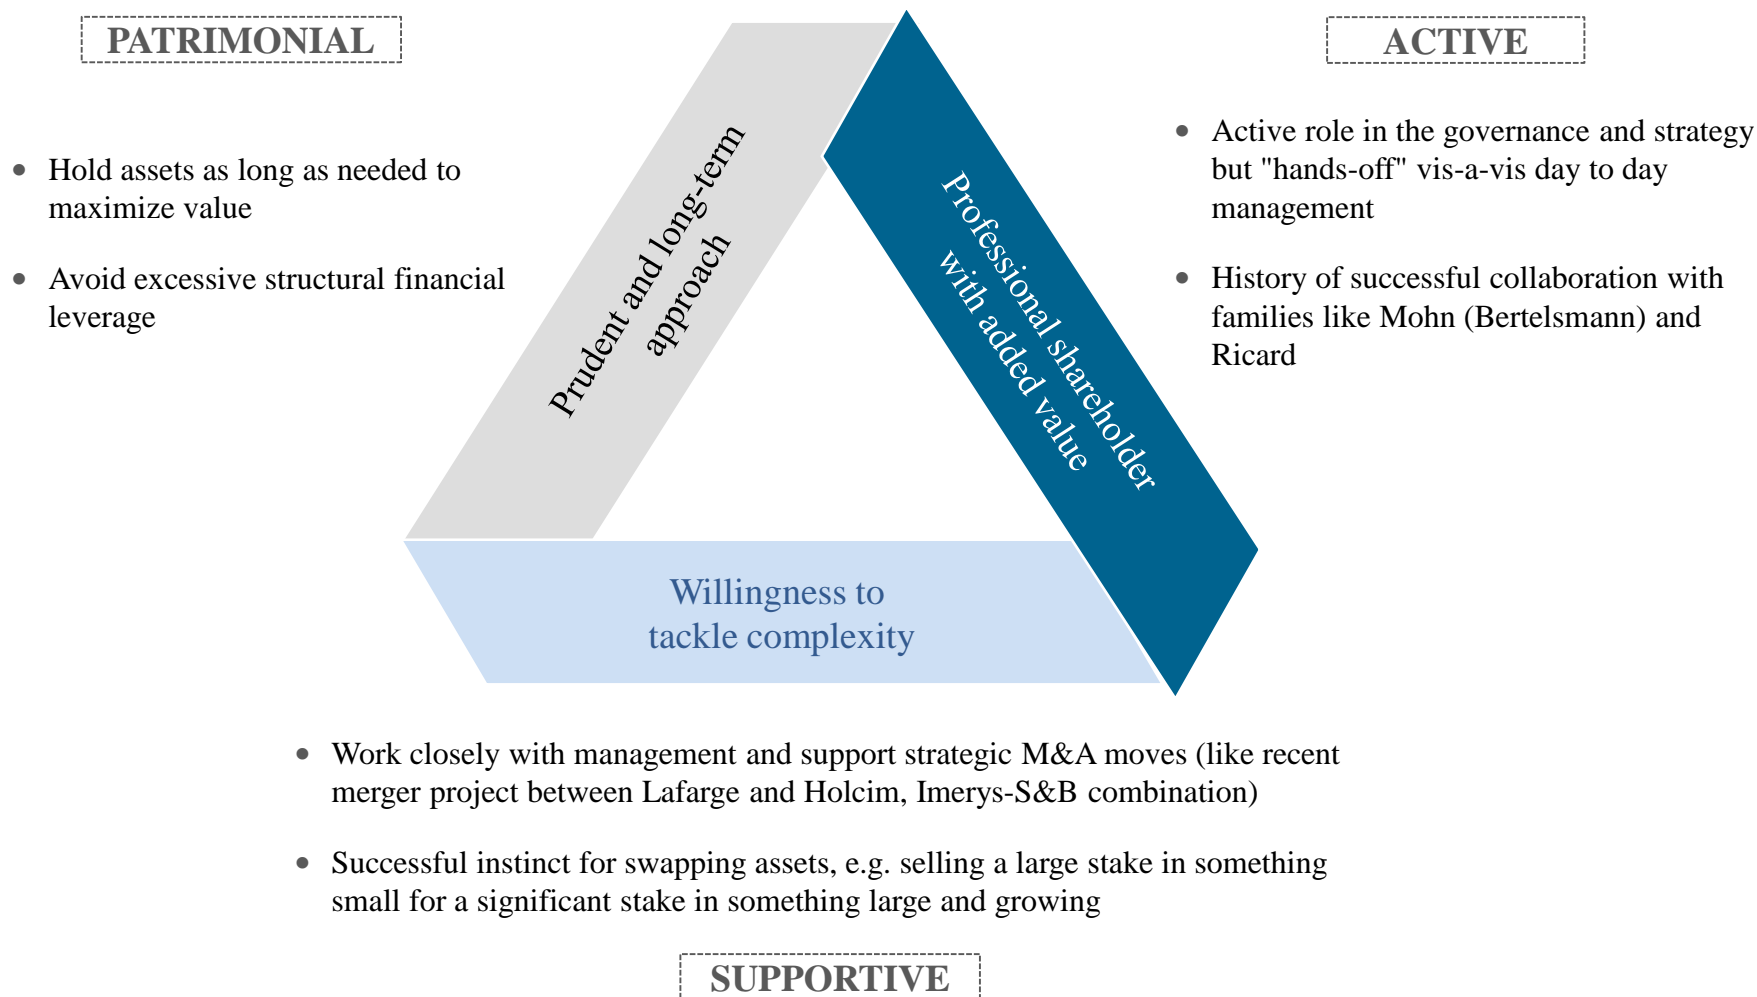 PATRIMONIAL
• Hold assets as long as needed to
maximize value
• Avoid excessive structural financial
leverage
Prudent and long-term
approach
Professional shareholder
with added value
ACTIVE
• Active role in the governance and strategy
but "hands-off" vis-a-vis day to day
management
• History of successful collaboration with
families like Mohn (Bertelsmann) and
Ricard
Willingness to
tackle complexity
• Work closely with management and support strategic M&A moves (like recent
merger project between Lafarge and Holcim, Imerys-S&B combination)
• Successful instinct for swapping assets, e.g. selling a large stake in something
small for a significant stake in something large and growing
SUPPORTIVE